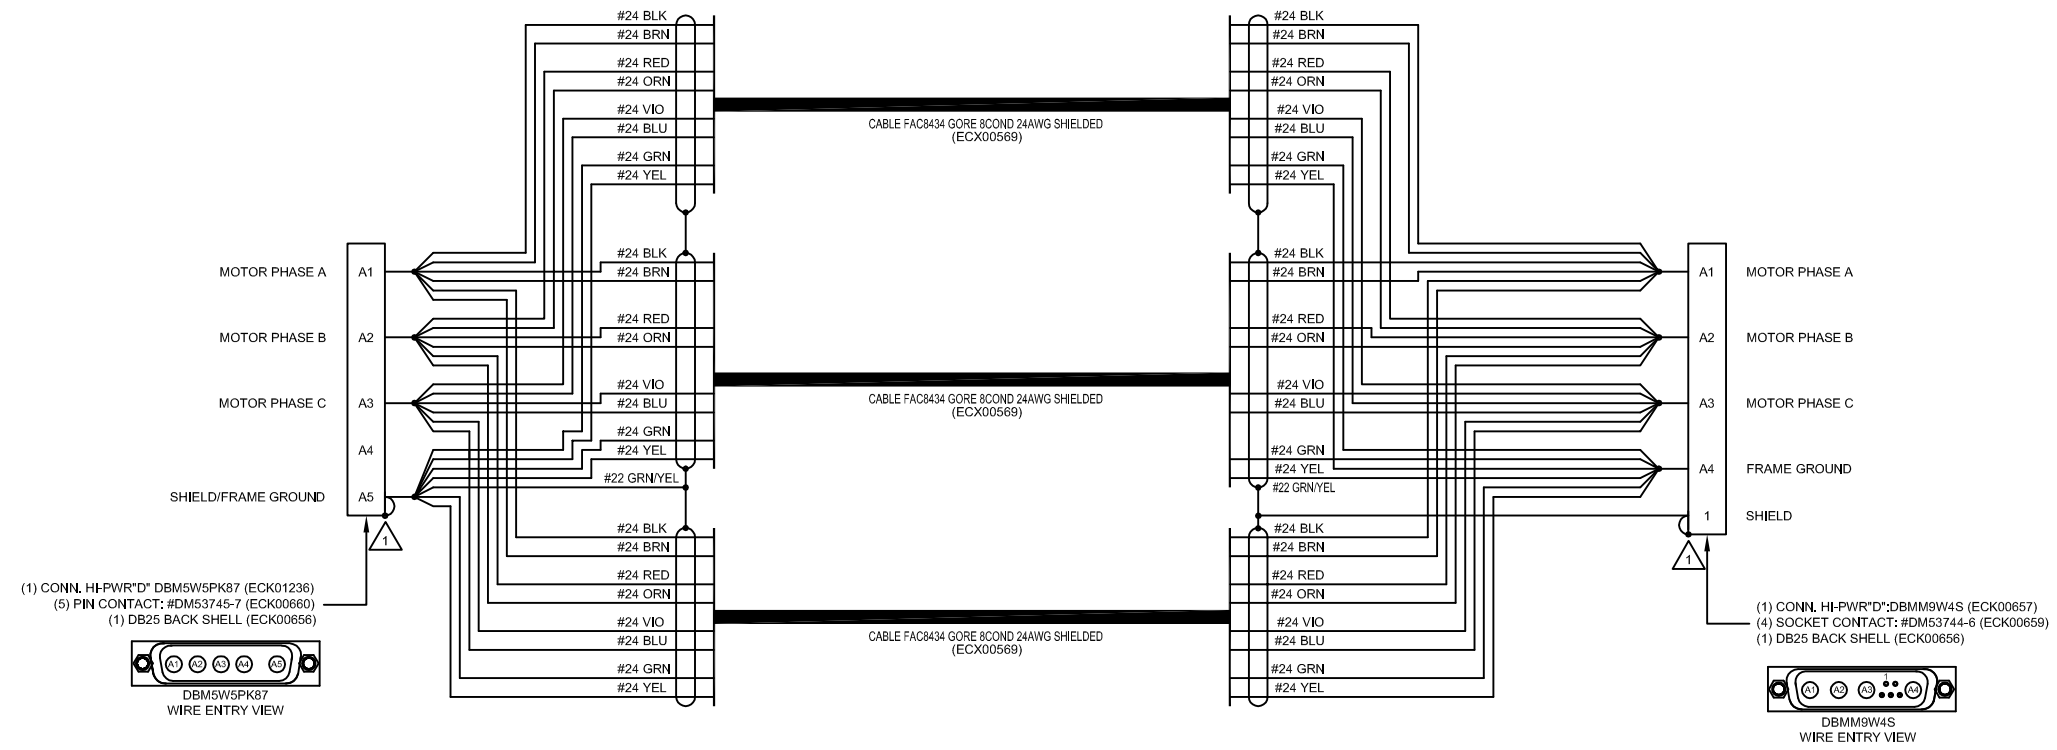 #24 BLK
#24 BRN
#24 RED
#24 ORN
#24 VIO
#24 BLU
#24 GRN
#24 YEL
CABLE FAC8434 GORE 8COND 24AWG SHIELDED
(ECX00569)
#24 BLK
#24 BRN
#24 RED
#24 ORN
#24 VIO
#24 BLU
#24 GRN
#24 YEL
MOTOR PHASE A
A1
MOTOR PHASE B
A2
MOTOR PHASE C
A3
A4
SHIELD/FRAME GROUND
A5
1
#24 BLK
#24 BRN
#24 RED
#24 ORN
#24 VIO
#24 BLU
#24 GRN
#24 YEL
#22 GRN/YEL
CABLE FAC8434 GORE 8COND 24AWG SHIELDED
(ECX00569)
#24 BLK
#24 BRN
#24 RED
#24 ORN
#24 VIO
#24 BLU
#24 GRN
#24 YEL
#22 GRN/YEL
A1
MOTOR PHASE A
A2
MOTOR PHASE B
A3
MOTOR PHASE C
A4
FRAME GROUND
1
SHIELD
1
#24 BLK
#24 BRN
#24 RED
#24 ORN
#24 VIO
#24 BLU
#24 GRN
#24 YEL
CABLE FAC8434 GORE 8COND 24AWG SHIELDED
(ECX00569)
#24 BLK
#24 BRN
#24 RED
#24 ORN
#24 VIO
#24 BLU
#24 GRN
#24 YEL
(1) CONN. HI-PWR"D" DBM5W5PK87 (ECK01236)
(5) PIN CONTACT: #DM53745-7 (ECK00660)
(1) DB25 BACK SHELL (ECK00656)
A1 A2 A3 A4 A5
DBM5W5PK87
WIRE ENTRY VIEW
(1) CONN. HI-PWR"D":DBMM9W4S (ECK00657)
(4) SOCKET CONTACT: #DM53744-6 (ECK00659)
(1) DB25 BACK SHELL (ECK00656)
A1 A2 A3 1 A4
DBMM9W4S
WIRE ENTRY VIEW